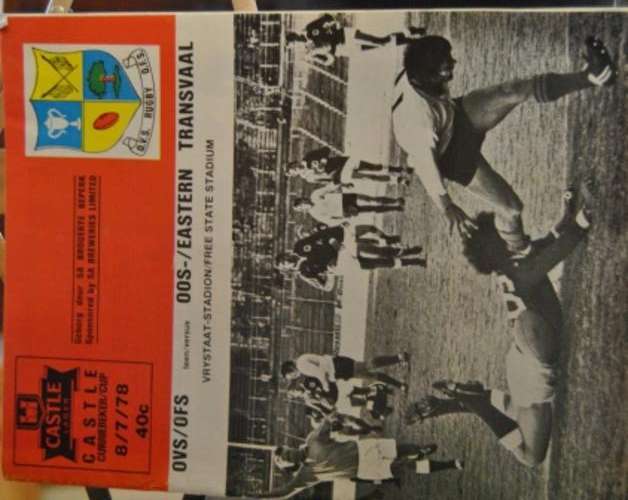 CASTLE
LAGER
CASTLE
CURRIEBEKER/CUP
8/7/78
40c
Geborg deur SA BROUERYE BEPERK
Sponsored by SA BREWERIES LIMITED
O.V.S. RUGBY O.F.S.
OVS/OFS teen/versus OOS-/EASTERN TRANSVAAL
VRYSTAAT-STADION/FREE STATE STADIUM